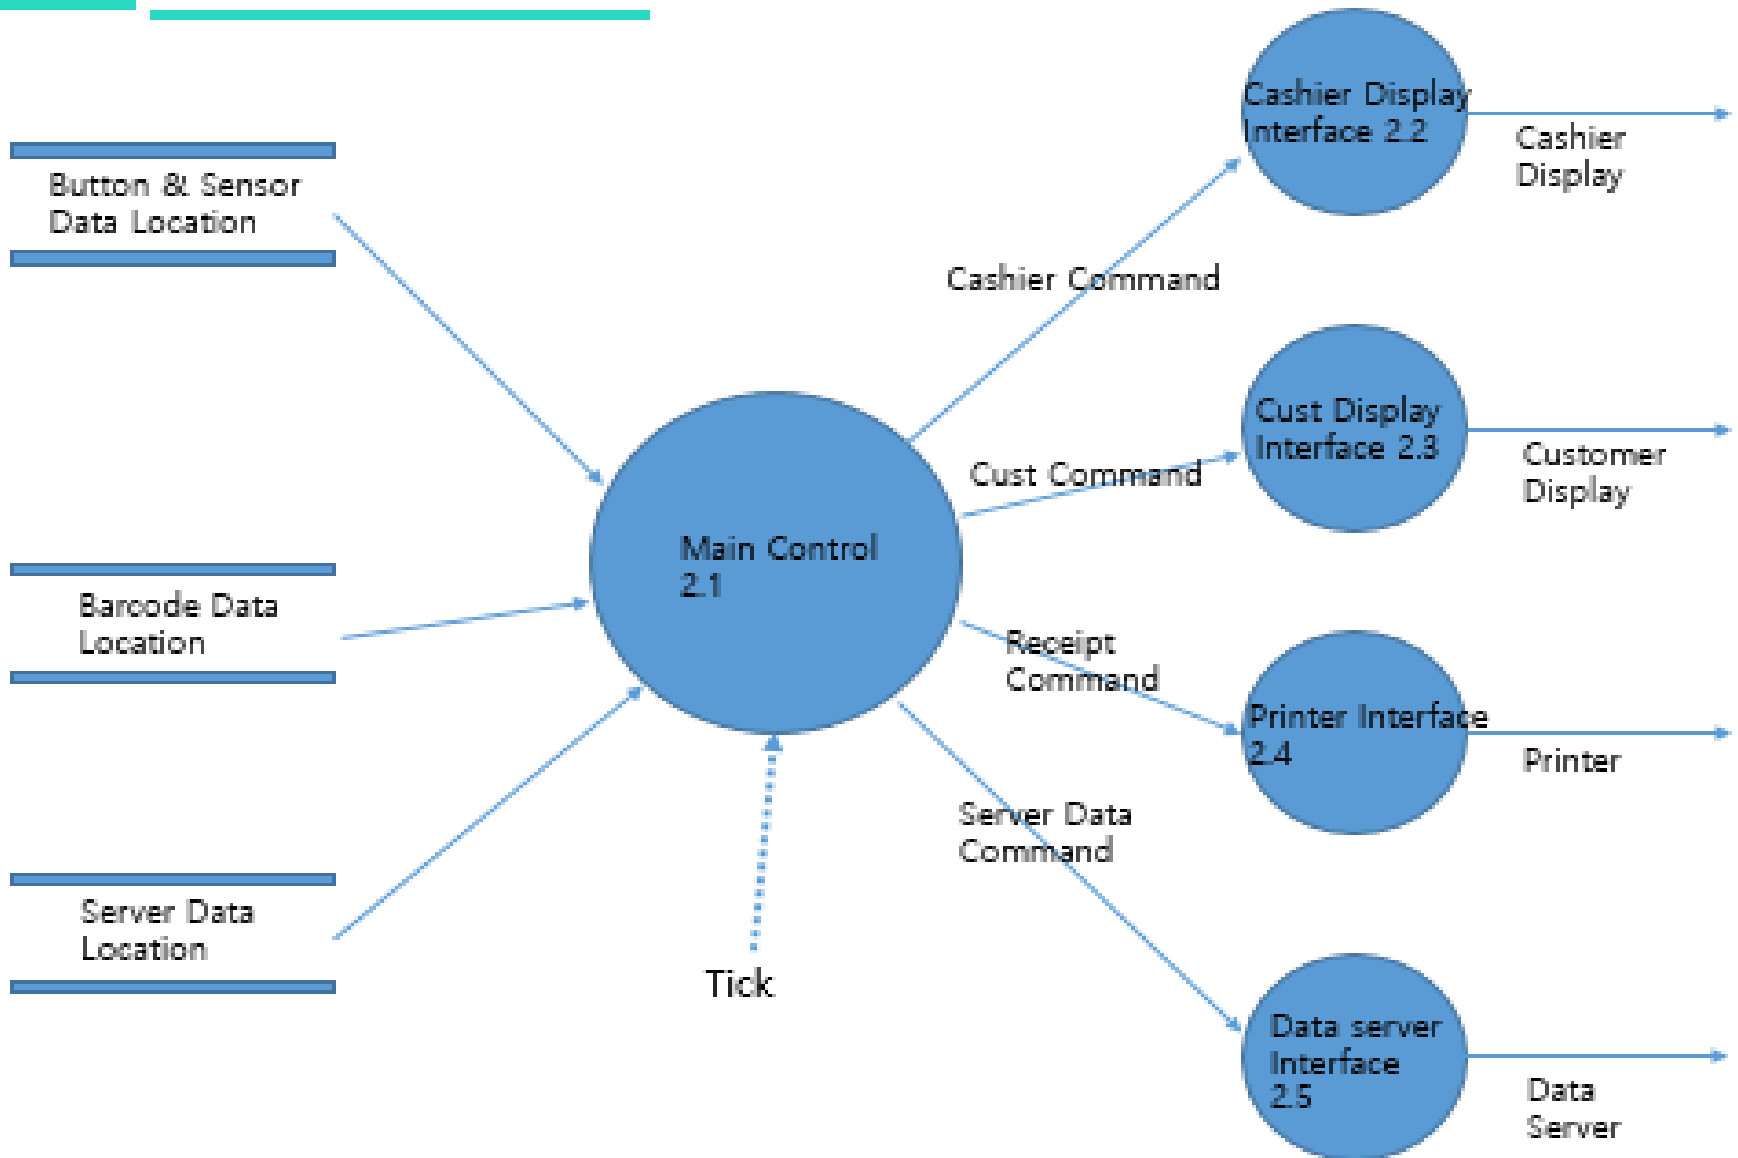 Cashier Display
Interface 2.2
Cashier
Display
Button & Sensor
Data Location
Cashier Command
Cust Display
Interface 2.3
Customer
Display
Cust Command
Main Control
2.1
Barcode Data
Location
Receipt
Command
Printer Interface
2.4
Printer
Server Data
Command
Server Data
Location
Tick
Data server
Interface
2.5
Data
Server